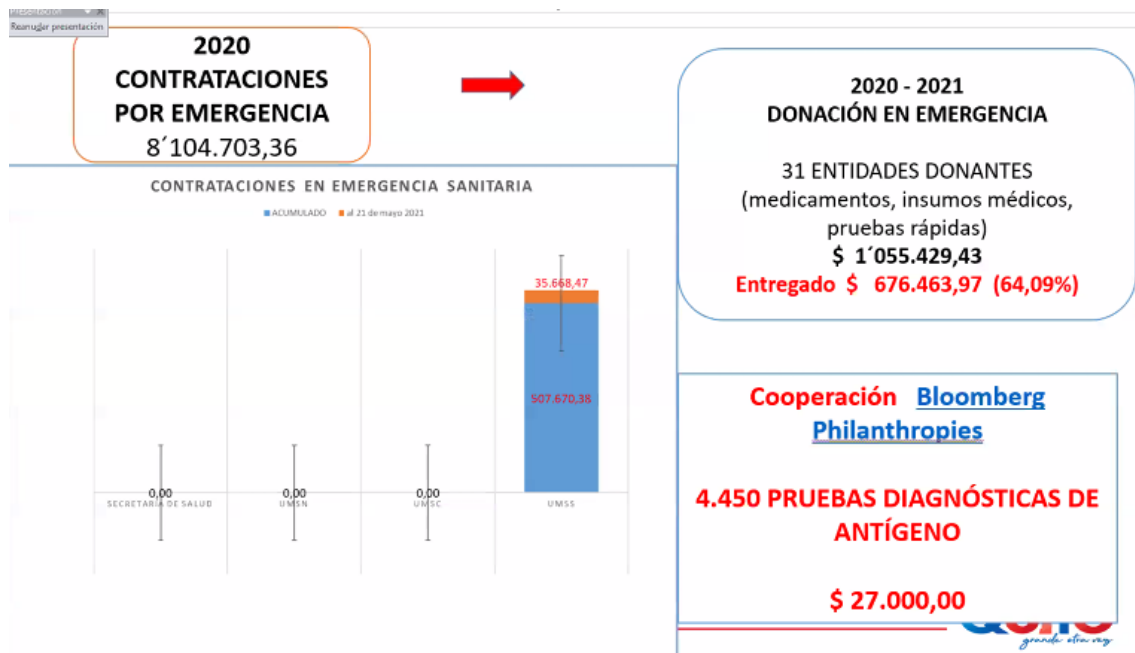 Presentación
Reanudar presentación
2020
CONTRATACIONES
POR EMERGENCIA
8´104.703,36
2020 - 2021
DONACIÓN EN EMERGENCIA
31 ENTIDADES DONANTES
(medicamentos, insumos médicos,
pruebas rápidas)
$ 1´055.429,43
Entregado $ 676.463,97 (64,09%)
CONTRATACIONES EN EMERGENCIA SANITARIA
ACUMULADO al 21 de mayo 2021
35.668,47
507.670,38
0,00 0,00 0,00
SECRETARÍA DE SALUD UMSN UMSC UMSS
Cooperación Bloomberg
Philanthropies
4.450 PRUEBAS DIAGNÓSTICAS DE
ANTÍGENO
$ 27.000,00
grande otra vez